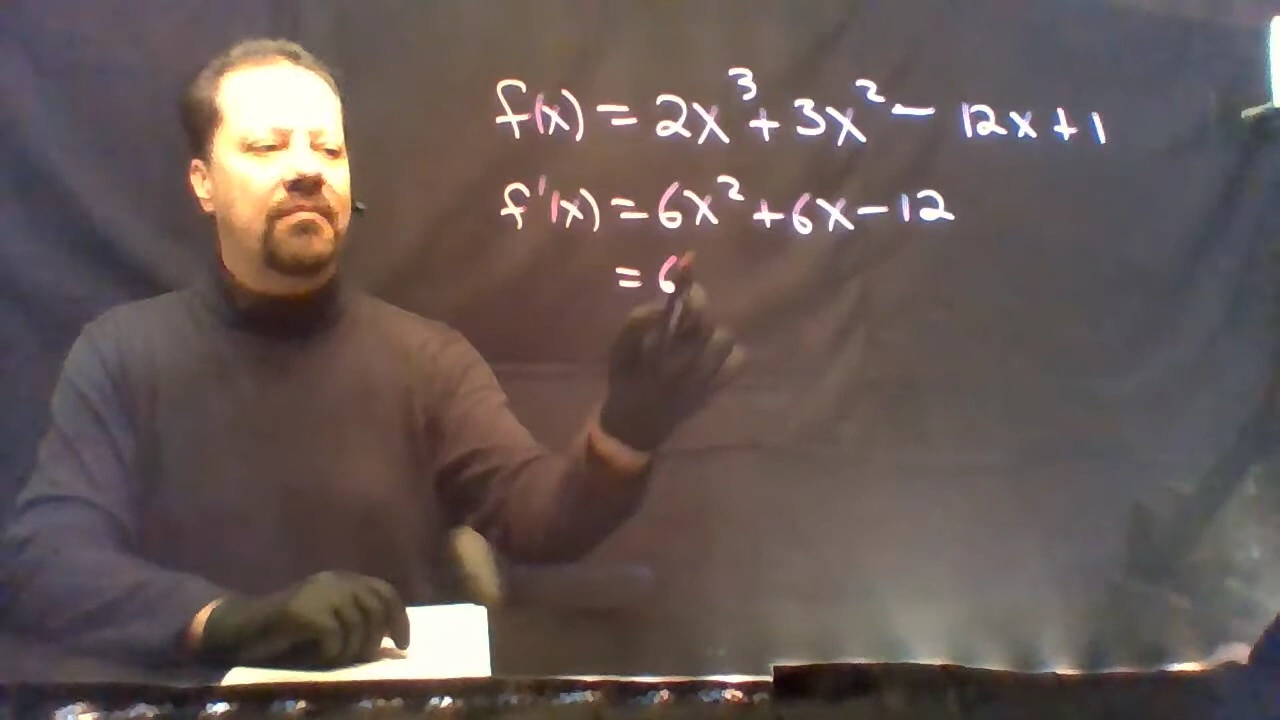 f(x) = 2x³ + 3x² - 12x + 1
f'(x) = 6x² + 6x - 12
= 6